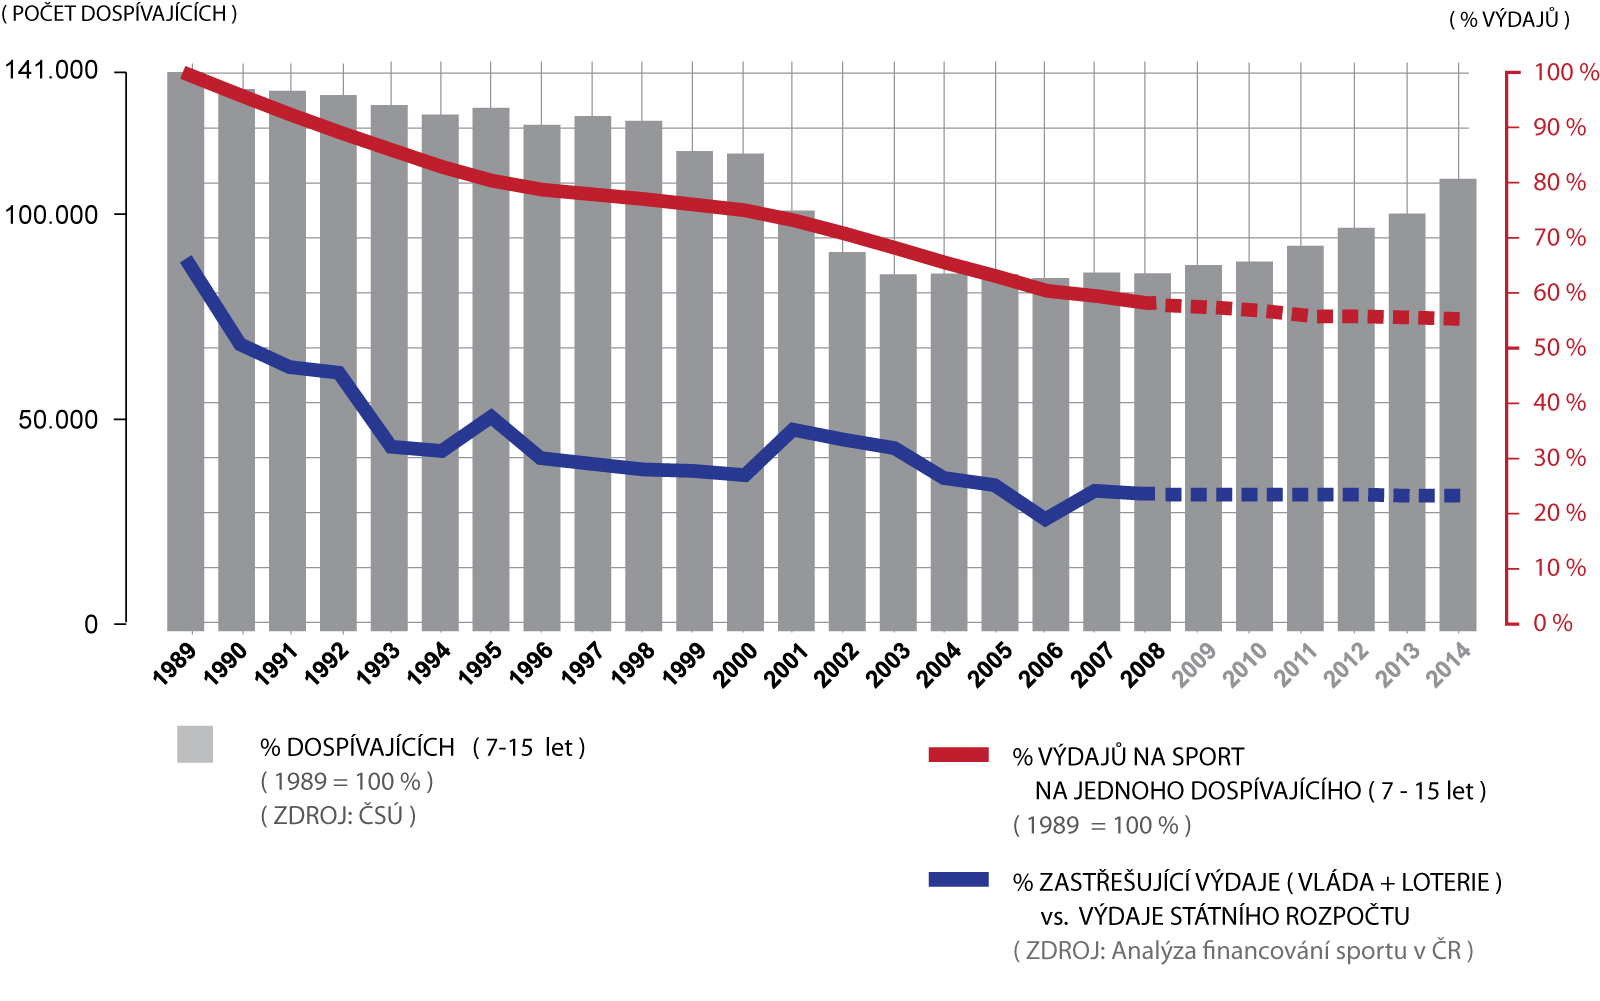 ( POČET DOSPÍVAJÍCÍCH )
( % VÝDAJŮ )
141.000
100.000
50.000
0
100 %
90 %
80 %
70 %
60 %
50 %
40 %
30 %
20 %
10 %
0 %
1989 1990 1991 1992 1993 1994 1995 1996 1997 1998 1999 2000 2001 2002 2003 2004 2005 2006 2007 2008 2009 2010 2011 2012 2013 2014
% DOSPÍVAJÍCÍCH ( 7-15 let )
( 1989 = 100 % )
( ZDROJ: ČSÚ )
% VÝDAJŮ NA SPORT
NA JEDNOHO DOSPÍVAJÍCÍHO ( 7 - 15 let )
( 1989 = 100 % )
% ZASTŘEŠUJÍCÍ VÝDAJE ( VLÁDA + LOTERIE )
vs. VÝDAJE STÁTNÍHO ROZPOČTU
( ZDROJ: Analýza financování sportu v ČR )